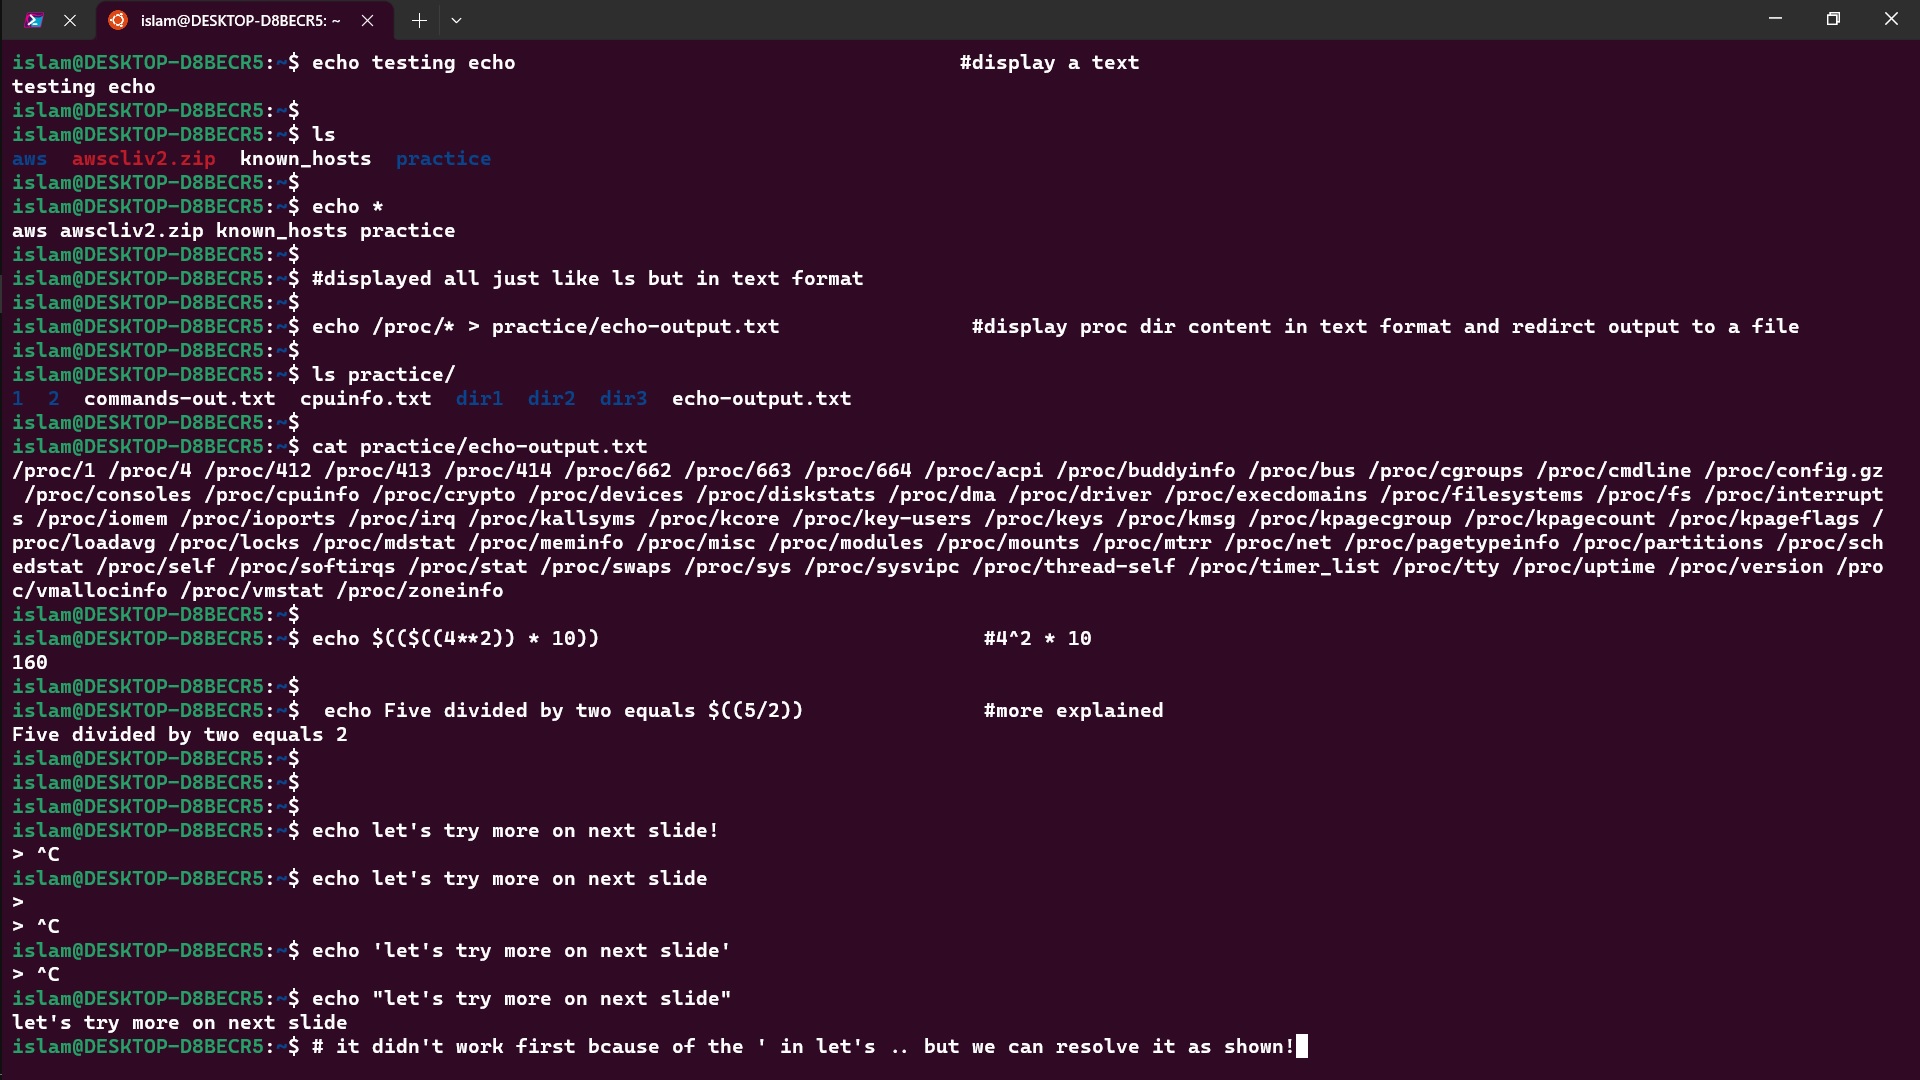 islam@DESKTOP-D8BECR5: ~
islam@DESKTOP-D8BECR5:~$ echo testing echo                                     #display a text
testing echo
islam@DESKTOP-D8BECR5:~$
islam@DESKTOP-D8BECR5:~$ ls
aws  awscliv2.zip  known_hosts  practice
islam@DESKTOP-D8BECR5:~$
islam@DESKTOP-D8BECR5:~$ echo *
aws awscliv2.zip known_hosts practice
islam@DESKTOP-D8BECR5:~$
islam@DESKTOP-D8BECR5:~$ #displayed all just like ls but in text format
islam@DESKTOP-D8BECR5:~$
islam@DESKTOP-D8BECR5:~$ echo /proc/* > practice/echo-output.txt                #display proc dir content in text format and redirct output to a file
islam@DESKTOP-D8BECR5:~$
islam@DESKTOP-D8BECR5:~$ ls practice/
1  2  commands-out.txt  cpuinfo.txt  dir1  dir2  dir3  echo-output.txt
islam@DESKTOP-D8BECR5:~$
islam@DESKTOP-D8BECR5:~$ cat practice/echo-output.txt
/proc/1 /proc/4 /proc/412 /proc/413 /proc/414 /proc/662 /proc/663 /proc/664 /proc/acpi /proc/buddyinfo /proc/bus /proc/cgroups /proc/cmdline /proc/config.gz
 /proc/consoles /proc/cpuinfo /proc/crypto /proc/devices /proc/diskstats /proc/dma /proc/driver /proc/execdomains /proc/filesystems /proc/fs /proc/interrupt
s /proc/iomem /proc/ioports /proc/irq /proc/kallsyms /proc/kcore /proc/key-users /proc/keys /proc/kmsg /proc/kpagecgroup /proc/kpagecount /proc/kpageflags /
proc/loadavg /proc/locks /proc/mdstat /proc/meminfo /proc/misc /proc/modules /proc/mounts /proc/mtrr /proc/net /proc/pagetypeinfo /proc/partitions /proc/sch
edstat /proc/self /proc/softirqs /proc/stat /proc/swaps /proc/sys /proc/sysvipc /proc/thread-self /proc/timer_list /proc/tty /proc/uptime /proc/version /pro
c/vmallocinfo /proc/vmstat /proc/zoneinfo
islam@DESKTOP-D8BECR5:~$
islam@DESKTOP-D8BECR5:~$ echo $(($((4**2)) * 10))                                #4^2 * 10
160
islam@DESKTOP-D8BECR5:~$
islam@DESKTOP-D8BECR5:~$  echo Five divided by two equals $((5/2))               #more explained
Five divided by two equals 2
islam@DESKTOP-D8BECR5:~$
islam@DESKTOP-D8BECR5:~$
islam@DESKTOP-D8BECR5:~$
islam@DESKTOP-D8BECR5:~$ echo let's try more on next slide!
> ^C
islam@DESKTOP-D8BECR5:~$ echo let's try more on next slide
>
> ^C
islam@DESKTOP-D8BECR5:~$ echo 'let's try more on next slide'
> ^C
islam@DESKTOP-D8BECR5:~$ echo "let's try more on next slide"
let's try more on next slide
islam@DESKTOP-D8BECR5:~$ # it didn't work first bcause of the ' in let's .. but we can resolve it as shown!